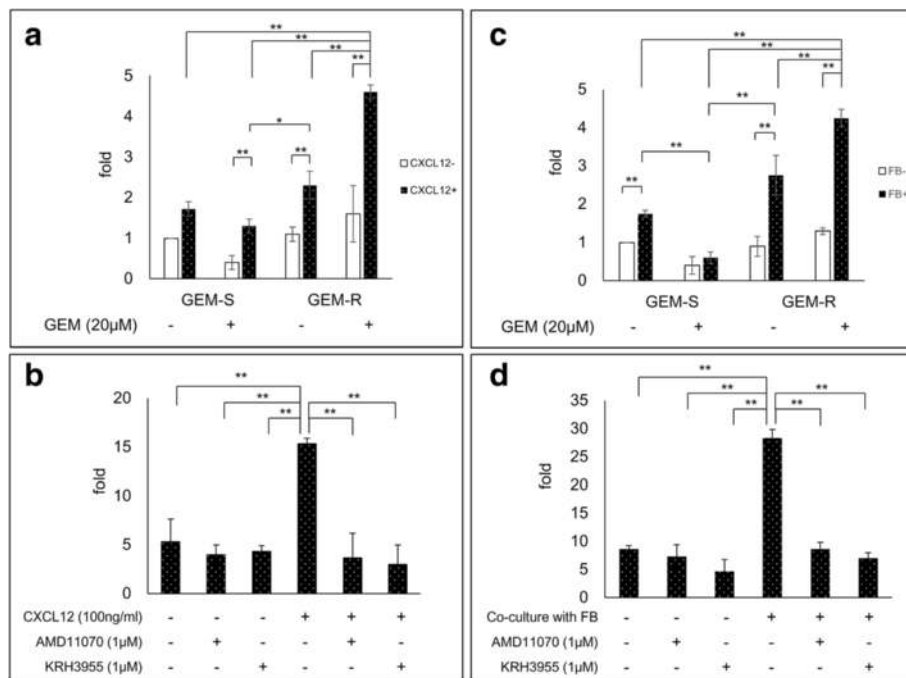 a
** ** ** **
* ** **
5
4
3
2
1
0
fold
CXCL12-
CXCL12+
GEM-S GEM-R
GEM (20µM) - + - +
c
** ** ** **
** ** ** **
5
4
3
2
1
0
fold
FB-
FB+
GEM-S GEM-R
GEM (20µM) - + - +
b
** ** ** ** **
20
15
10
5
0
fold
CXCL12 (100ng/ml) - - - + + +
AMD11070 (1µM) - + - - + -
KRH3955 (1µM) - - + - - +
d
** ** ** ** **
35
30
25
20
15
10
5
0
fold
Co-culture with FB - - - + + +
AMD11070 (1µM) - + - - + -
KRH3955 (1µM) - - + - - +